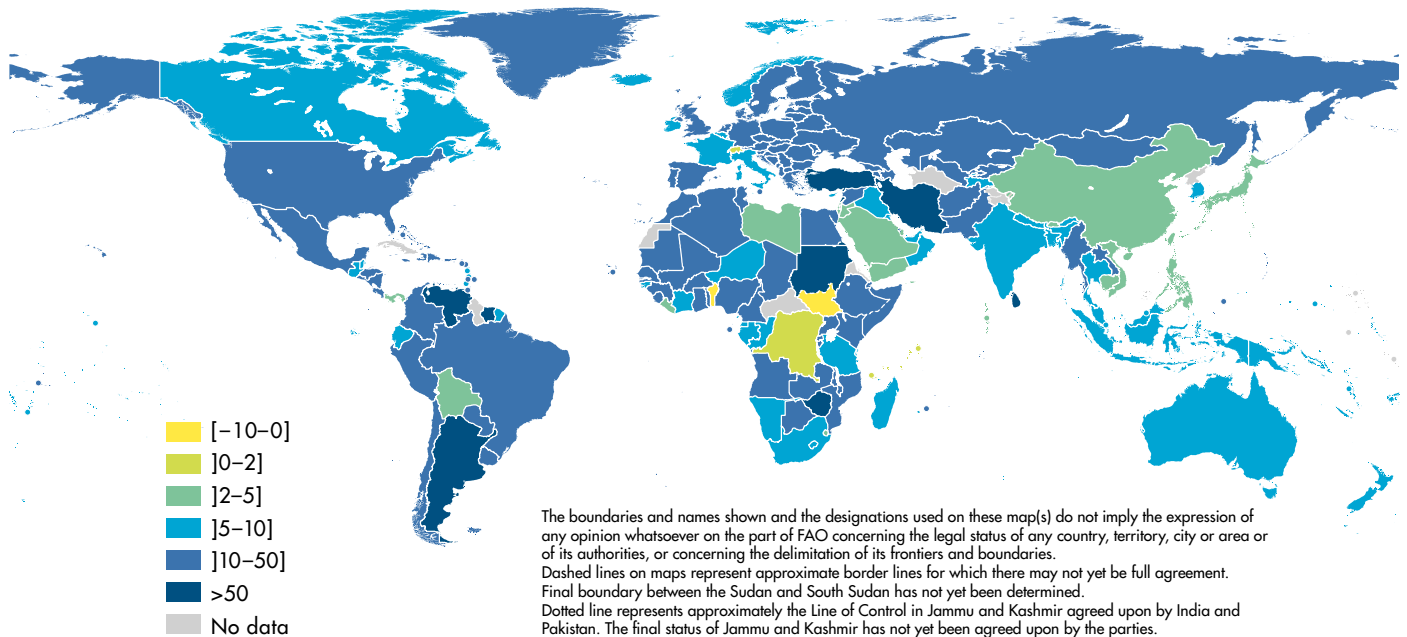 [–10–0]
]0–2]
]2–5]
]5–10]
]10–50]
>50
No data
The boundaries and names shown and the designations used on these map(s) do not imply the expression of
any opinion whatsoever on the part of FAO concerning the legal status of any country, territory, city or area or
of its authorities, or concerning the delimitation of its frontiers and boundaries.
Dashed lines on maps represent approximate border lines for which there may not yet be full agreement.
Final boundary between the Sudan and South Sudan has not yet been determined.
Dotted line represents approximately the Line of Control in Jammu and Kashmir agreed upon by India and
Pakistan. The final status of Jammu and Kashmir has not yet been agreed upon by the parties.